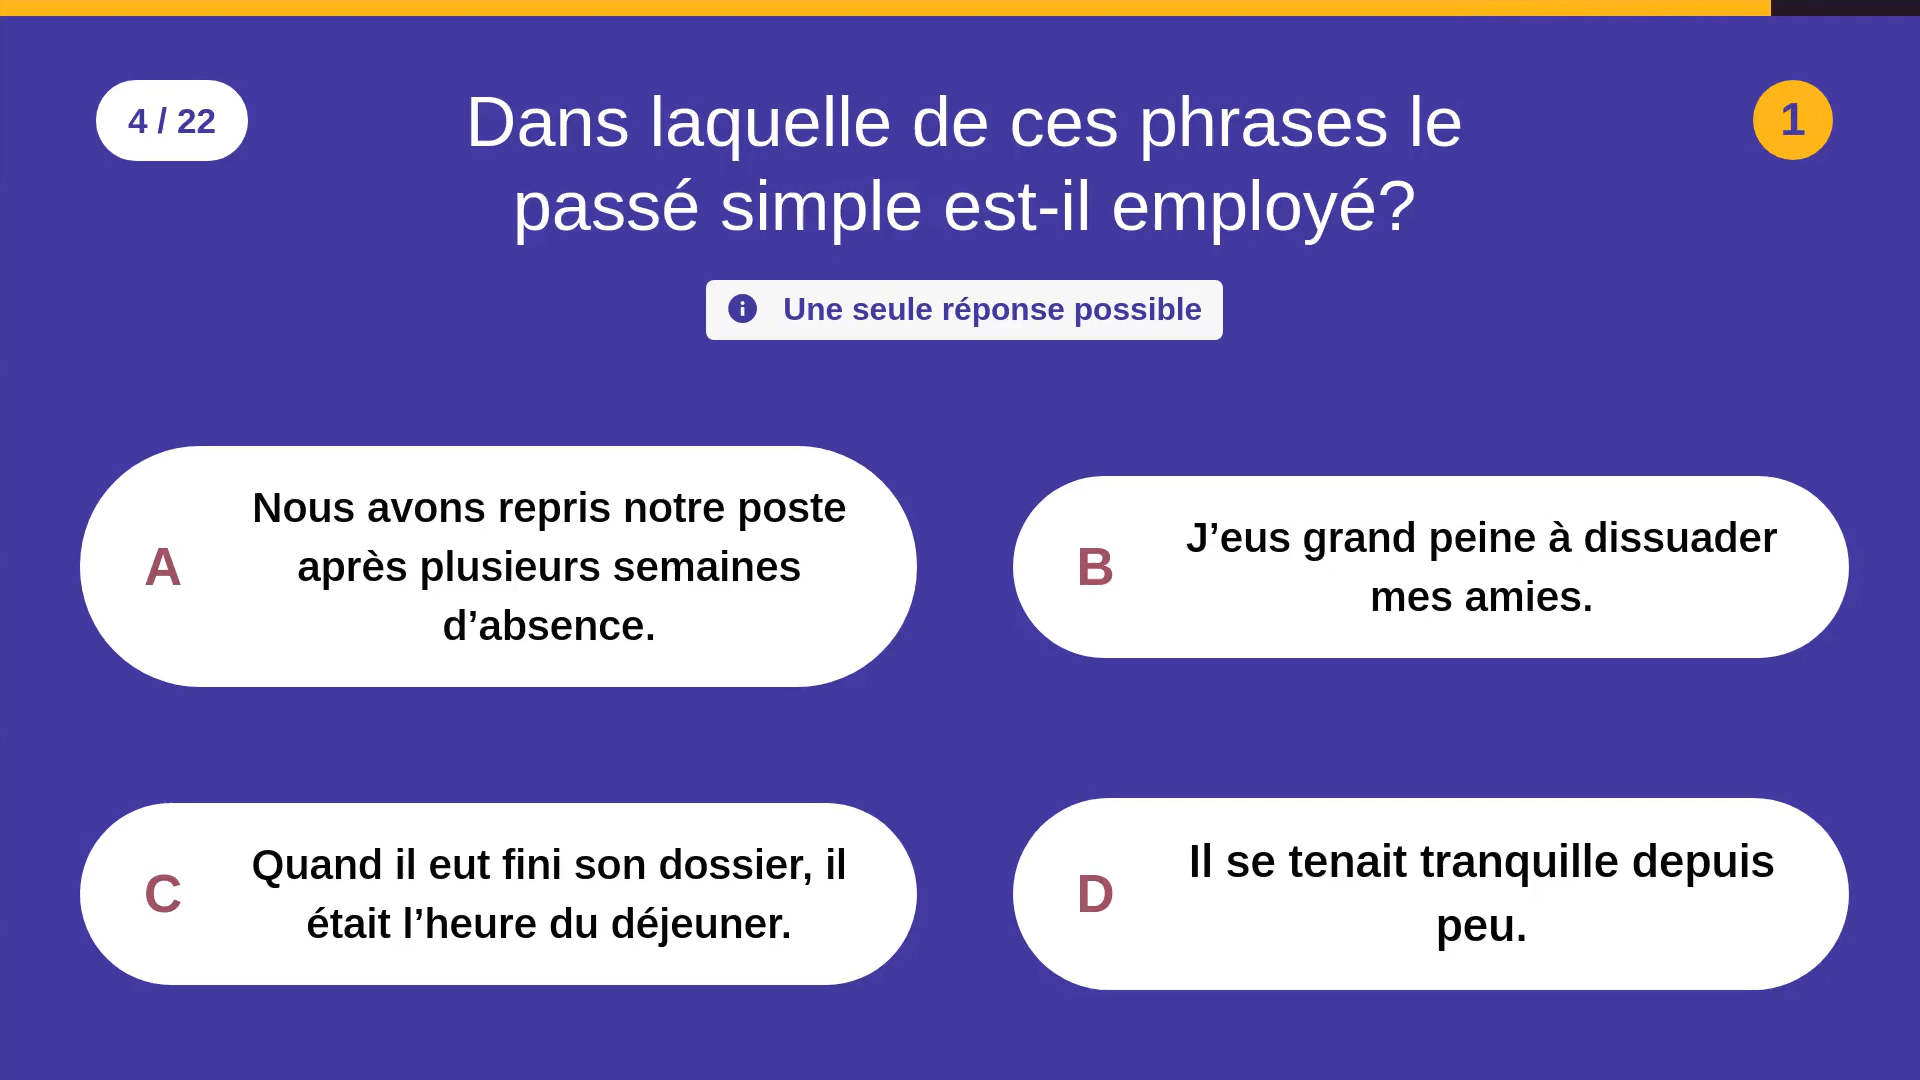 4 / 22
Dans laquelle de ces phrases le
passé simple est-il employé?
1
Une seule réponse possible
A
Nous avons repris notre poste
après plusieurs semaines
d’absence.
B
J’eus grand peine à dissuader
mes amies.
C
Quand il eut fini son dossier, il
était l’heure du déjeuner.
D
Il se tenait tranquille depuis
peu.